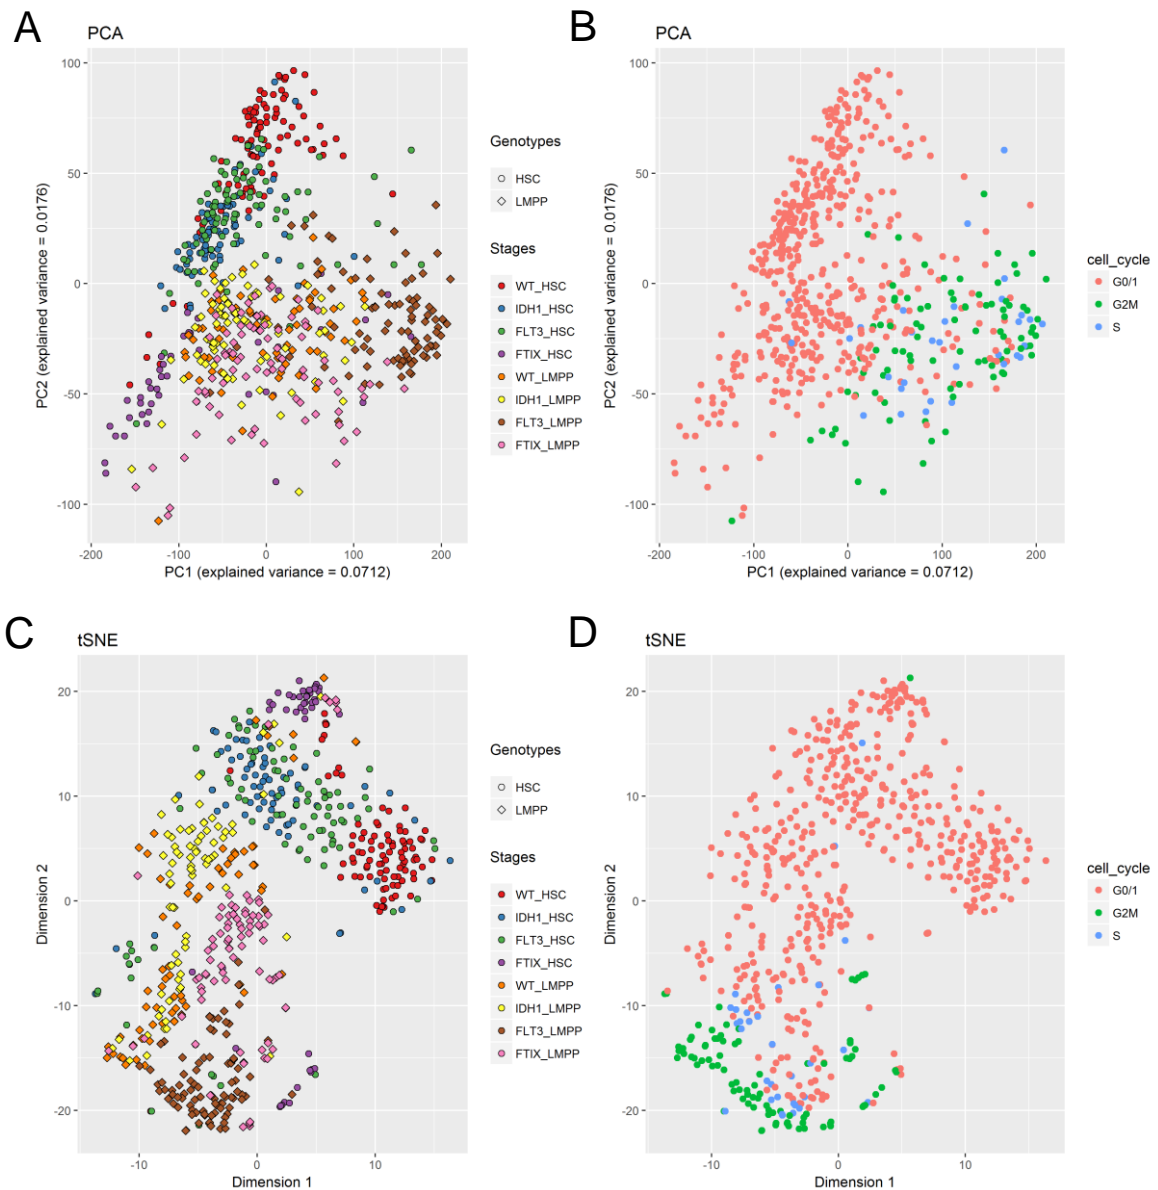 A
PCA
100
50
0
-50
-100
PC2 (explained variance = 0.0176)
-200
-100
0
100
200
PC1 (explained variance = 0.0712)
Genotypes
HSC
LMPP
Stages
WT_HSC
IDH1_HSC
FLT3_HSC
FTIX_HSC
WT_LMPP
IDH1_LMPP
FLT3_LMPP
FTIX_LMPP
B
PCA
100
50
0
-50
-100
PC2 (explained variance = 0.0176)
-200
-100
0
100
200
PC1 (explained variance = 0.0712)
cell_cycle
G0/1
G2M
S
C
tSNE
20
10
0
-10
-20
Dimension 2
-10
0
10
Dimension 1
Genotypes
HSC
LMPP
Stages
WT_HSC
IDH1_HSC
FLT3_HSC
FTIX_HSC
WT_LMPP
IDH1_LMPP
FLT3_LMPP
FTIX_LMPP
D
tSNE
20
10
0
-10
-20
Dimension 2
-10
0
10
Dimension 1
cell_cycle
G0/1
G2M
S